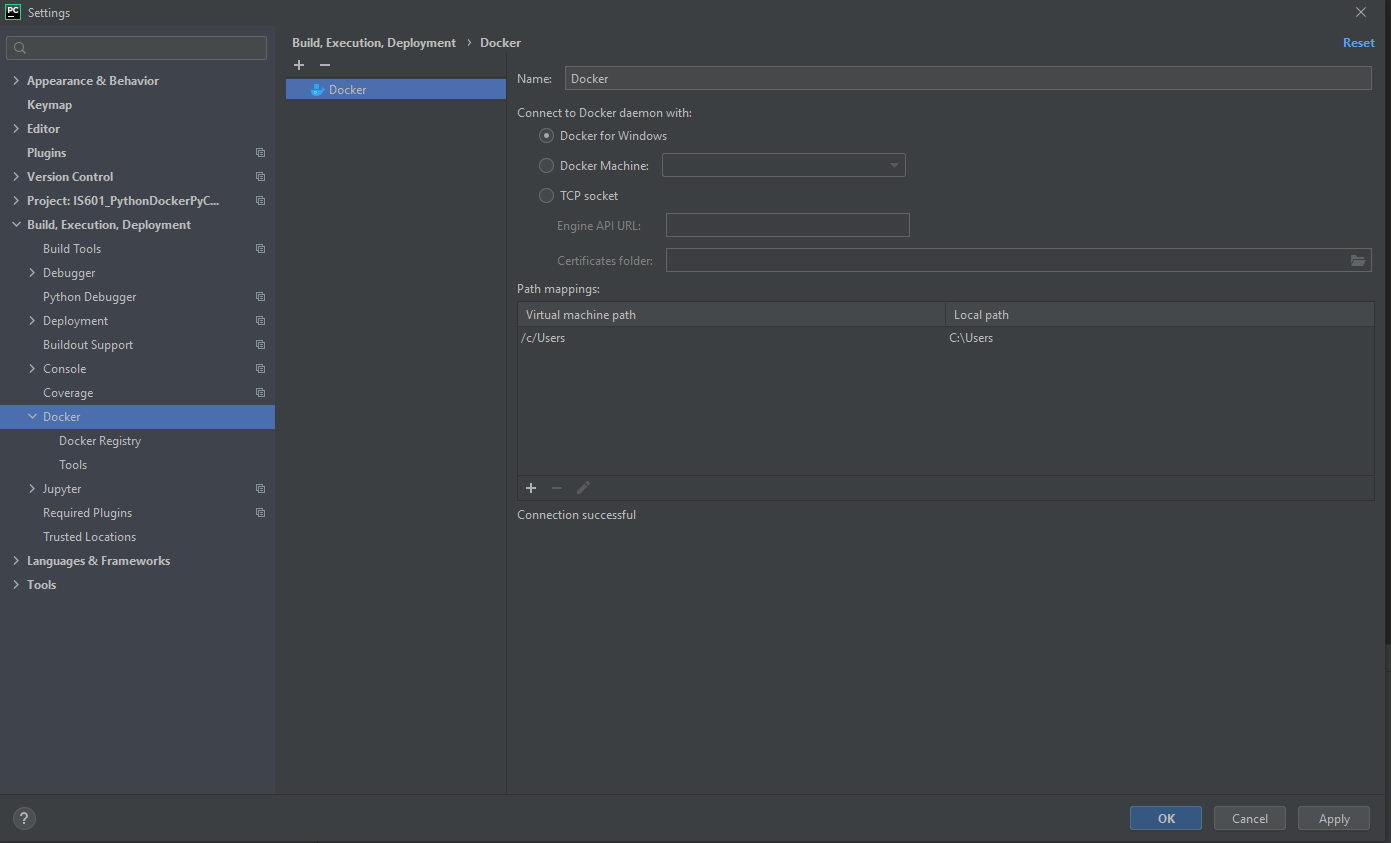 PC Settings
Build, Execution, Deployment › Docker
Reset
Appearance & Behavior
Keymap
Editor
Plugins
Version Control
Project: IS601_PythonDockerPyC...
Build, Execution, Deployment
Build Tools
Debugger
Python Debugger
Deployment
Buildout Support
Console
Coverage
Docker
Docker Registry
Tools
Jupyter
Required Plugins
Trusted Locations
Languages & Frameworks
Tools
Docker
Name: Docker
Connect to Docker daemon with:
Docker for Windows
Docker Machine:
TCP socket
Engine API URL:
Certificates folder:
Path mappings:
Virtual machine path Local path
/c/Users C:\Users
Connection successful
? OK Cancel Apply